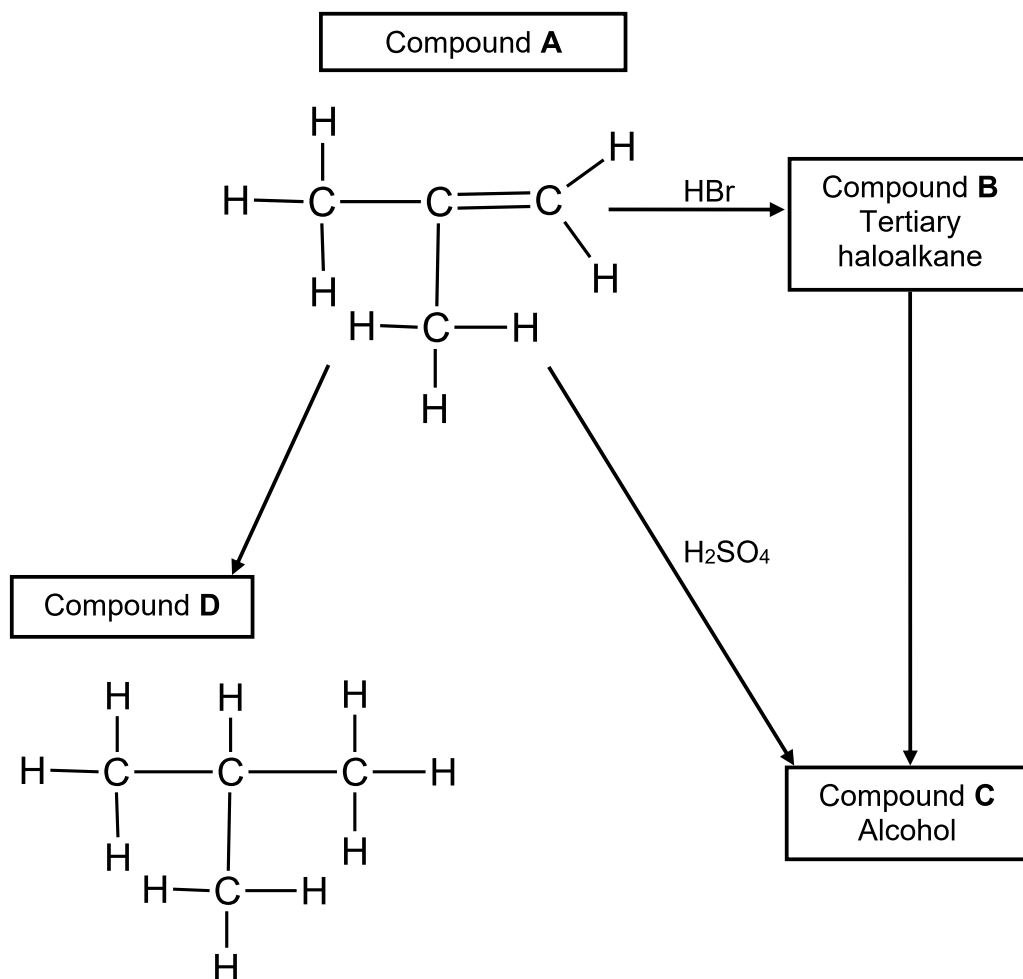 Compound A
H
H
H C C C
HBr
Compound B
Tertiary
haloalkane
H
H
H C H
H
H₂SO₄
Compound D
Compound C
Alcohol
H H H
H C C C H
H H
H C H
H